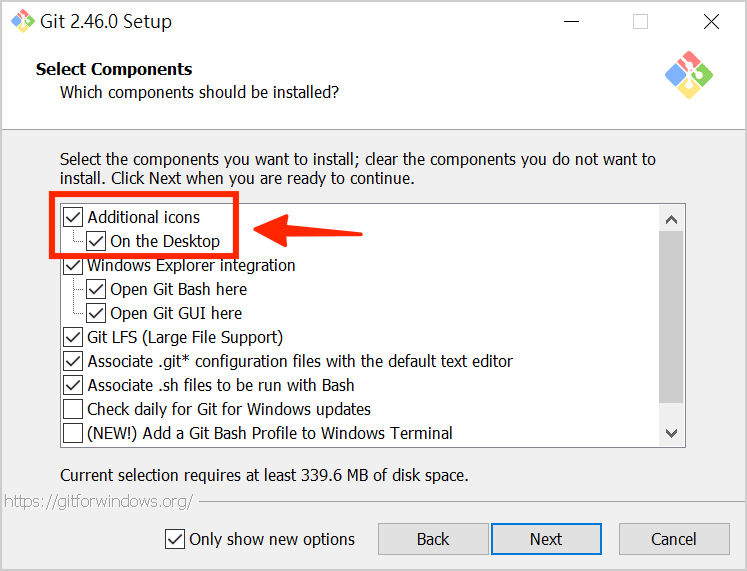 Git 2.46.0 Setup
Select Components
Which components should be installed?
Select the components you want to install; clear the components you do not want to
install. Click Next when you are ready to continue.
Additional icons
On the Desktop
Windows Explorer integration
Open Git Bash here
Open Git GUI here
Git LFS (Large File Support)
Associate .git* configuration files with the default text editor
Associate .sh files to be run with Bash
Check daily for Git for Windows updates
(NEW!) Add a Git Bash Profile to Windows Terminal
Current selection requires at least 339.6 MB of disk space.
https://gitforwindows.org/
Only show new options
Back
Next
Cancel